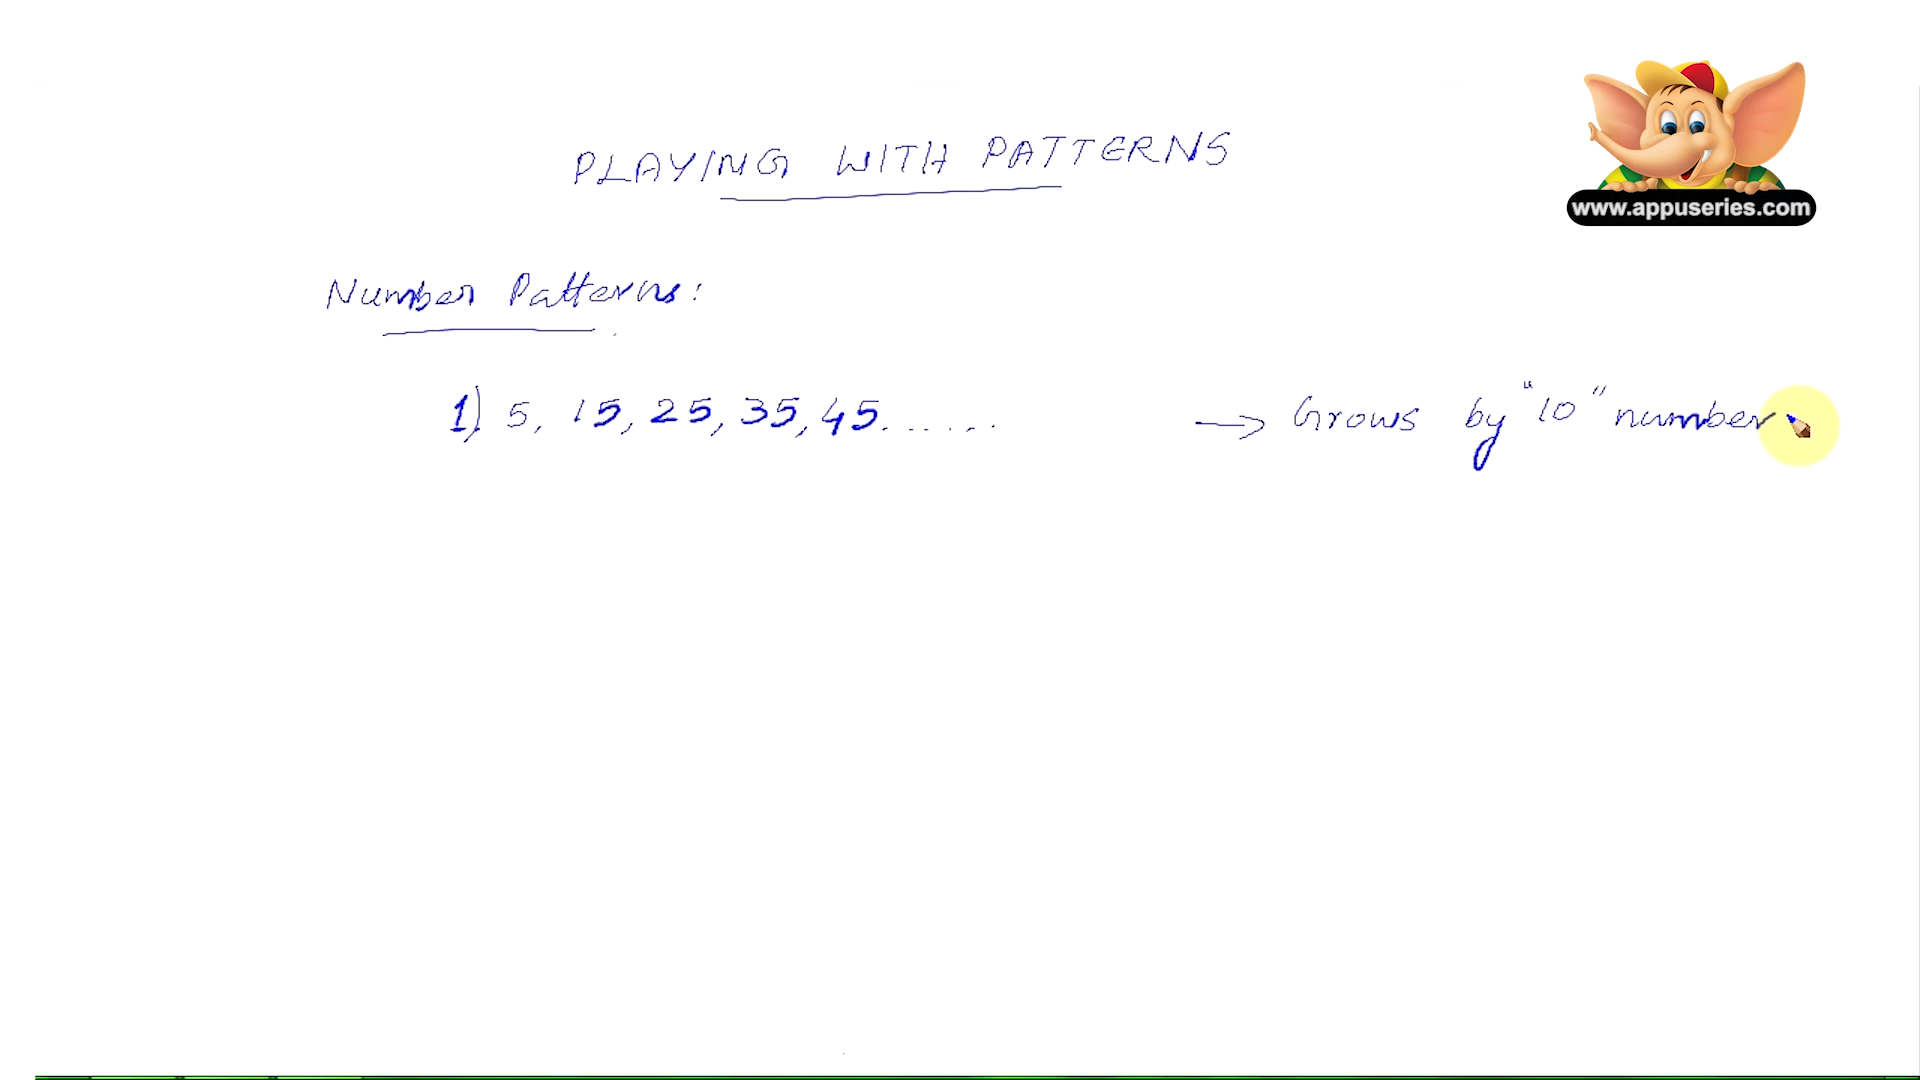 PLAYING WITH PATTERNS
www.appuseries.com
Number Patterns:
1) 5, 15, 25, 35, 45...... → Grows by "10" number